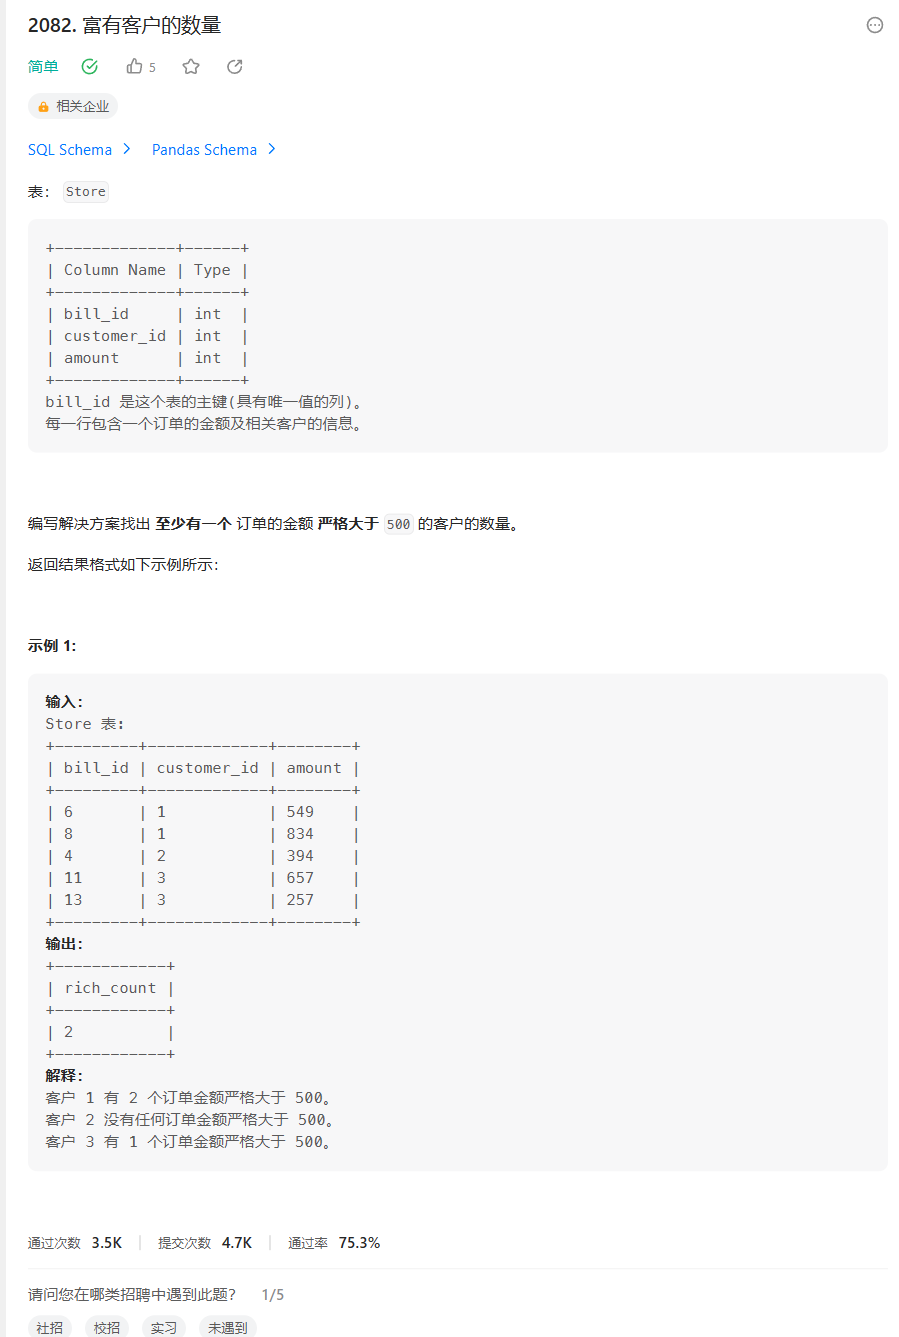 2082. 富有客户的数量
简单 5
相关企业
SQL Schema Pandas Schema
表： Store
+-------------+------+
| Column Name | Type |
+-------------+------+
| bill_id     | int  |
| customer_id | int  |
| amount      | int  |
+-------------+------+
bill_id 是这个表的主键(具有唯一值的列)。
每一行包含一个订单的金额及相关客户的信息。
编写解决方案找出 至少有一个 订单的金额 严格大于 500 的客户的数量。
返回结果格式如下示例所示：
示例 1:
输入：
Store 表:
+---------+-------------+--------+
| bill_id | customer_id | amount |
+---------+-------------+--------+
| 6       | 1           | 549    |
| 8       | 1           | 834    |
| 4       | 2           | 394    |
| 11      | 3           | 657    |
| 13      | 3           | 257    |
+---------+-------------+--------+
输出：
+------------+
| rich_count |
+------------+
| 2          |
+------------+
解释：
客户 1 有 2 个订单金额严格大于 500。
客户 2 没有任何订单金额严格大于 500。
客户 3 有 1 个订单金额严格大于 500。
通过次数 3.5K 提交次数 4.7K 通过率 75.3%
请问您在哪类招聘中遇到此题？ 1/5
社招 校招 实习 未遇到